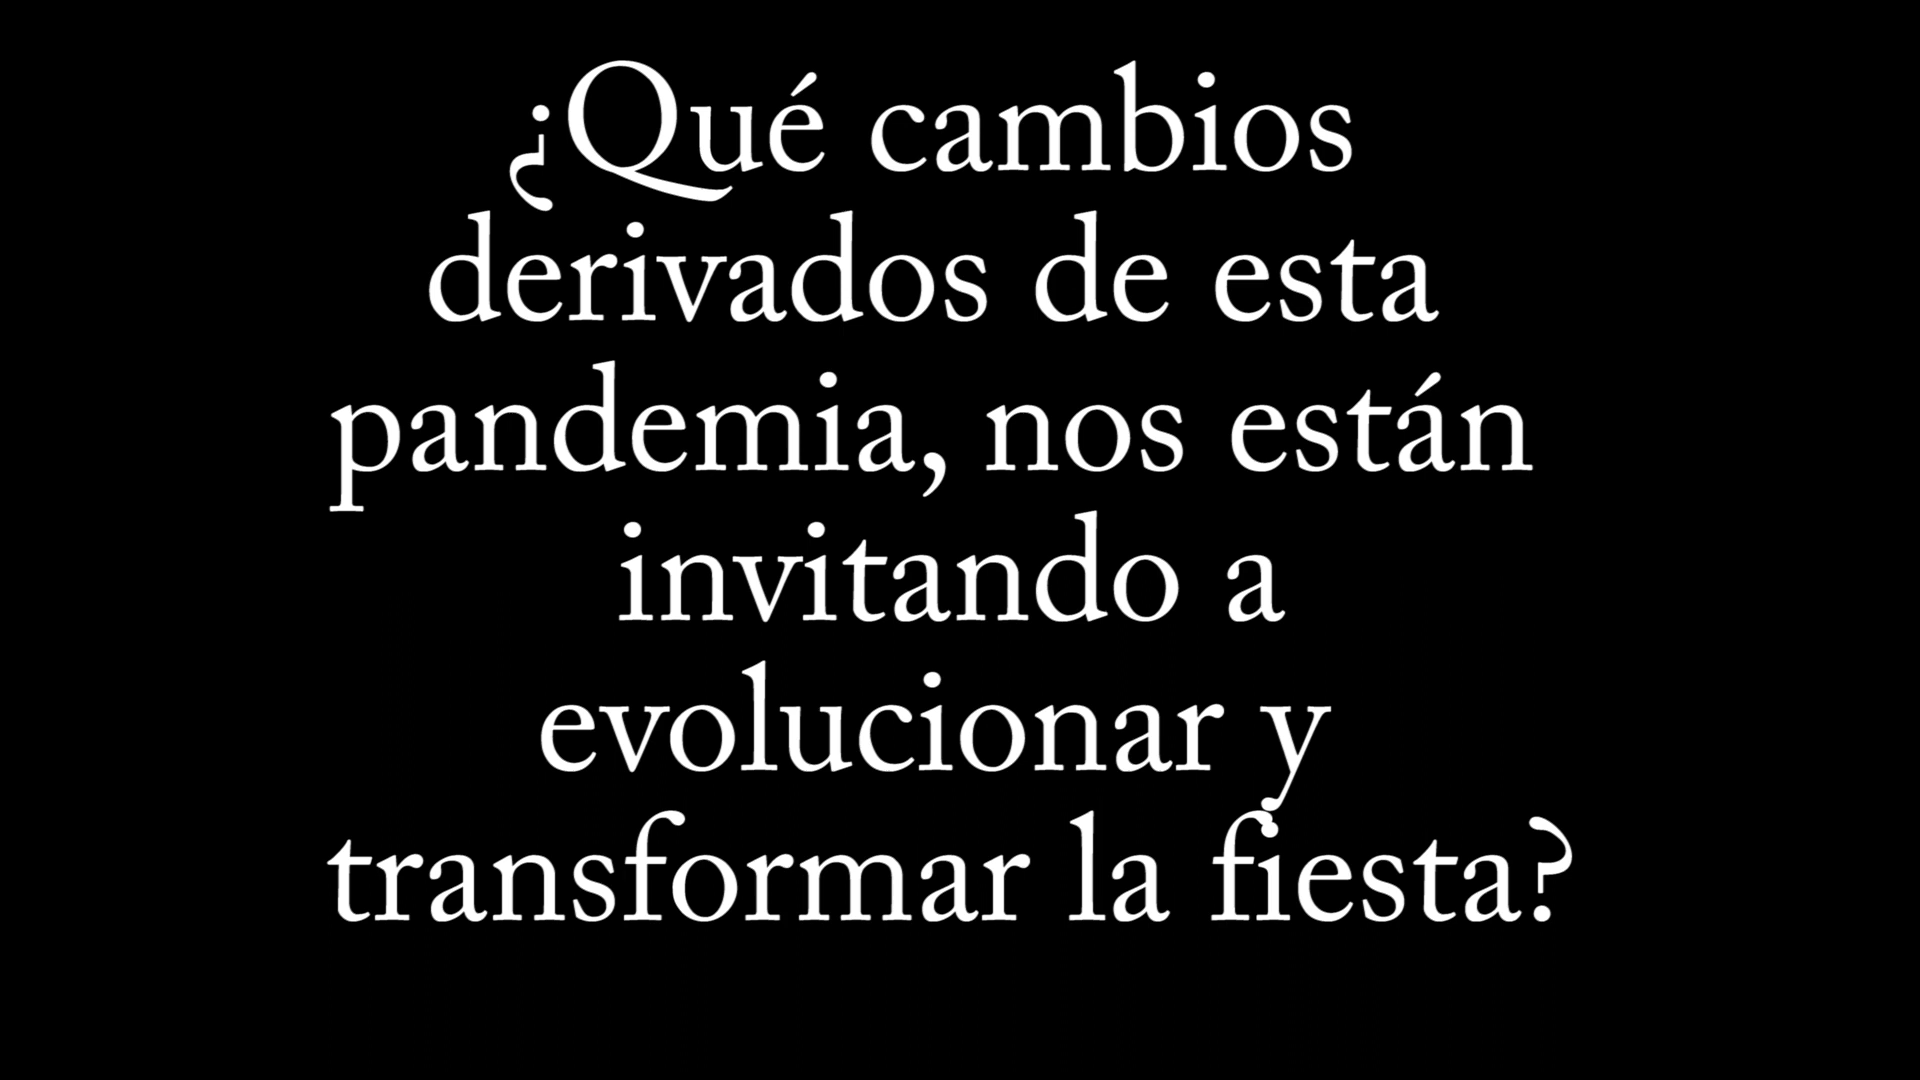 ¿Qué cambios
derivados de esta
pandemia, nos están
invitando a
evolucionar y
transformar la fiesta?